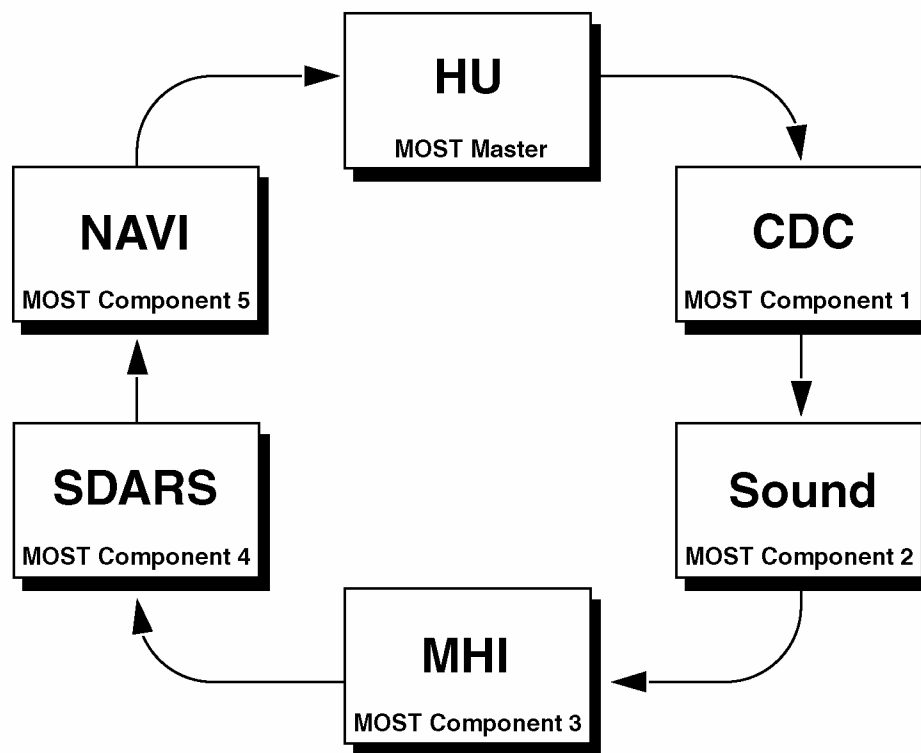 HU
MOST Master
NAVI
MOST Component 5
CDC
MOST Component 1
SDARS
MOST Component 4
Sound
MOST Component 2
MHI
MOST Component 3